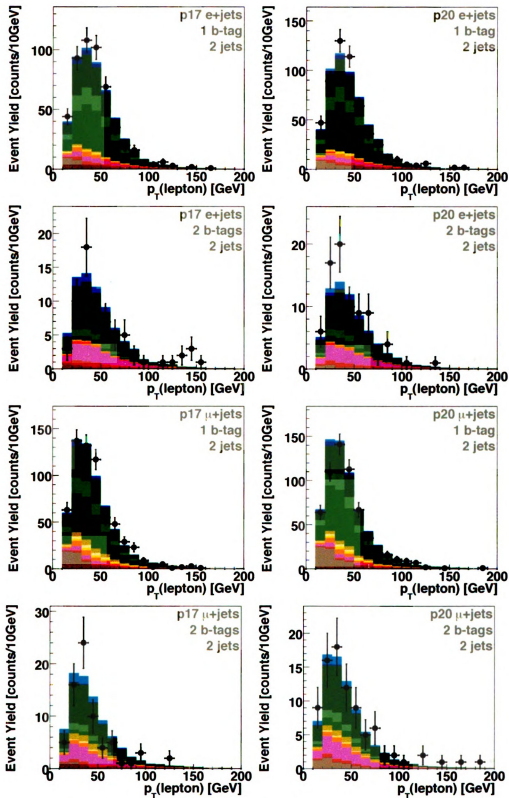 p17 e+jets
1 b-tag
2 jets
Event Yield [counts/10GeV]
100
50
0
0 50 100 150 200
p_T(lepton) [GeV]
p20 e+jets
1 b-tag
2 jets
Event Yield [counts/10GeV]
150
100
50
0
0 50 100 150 200
p_T(lepton) [GeV]
p17 e+jets
2 b-tags
2 jets
Event Yield [counts/10GeV]
20
15
10
5
0
0 50 100 150 200
p_T(lepton) [GeV]
p20 e+jets
2 b-tags
2 jets
Event Yield [counts/10GeV]
20
10
0
0 50 100 150 200
p_T(lepton) [GeV]
p17 μ+jets
1 b-tag
2 jets
Event Yield [counts/10GeV]
150
100
50
0
0 50 100 150 200
p_T(lepton) [GeV]
p20 μ+jets
1 b-tag
2 jets
Event Yield [counts/10GeV]
150
100
50
0
0 50 100 150 200
p_T(lepton) [GeV]
p17 μ+jets
2 b-tags
2 jets
Event Yield [counts/10GeV]
30
20
10
0
0 50 100 150 200
p_T(lepton) [GeV]
p20 μ+jets
2 b-tags
2 jets
Event Yield [counts/10GeV]
20
15
10
5
0
0 50 100 150 200
p_T(lepton) [GeV]